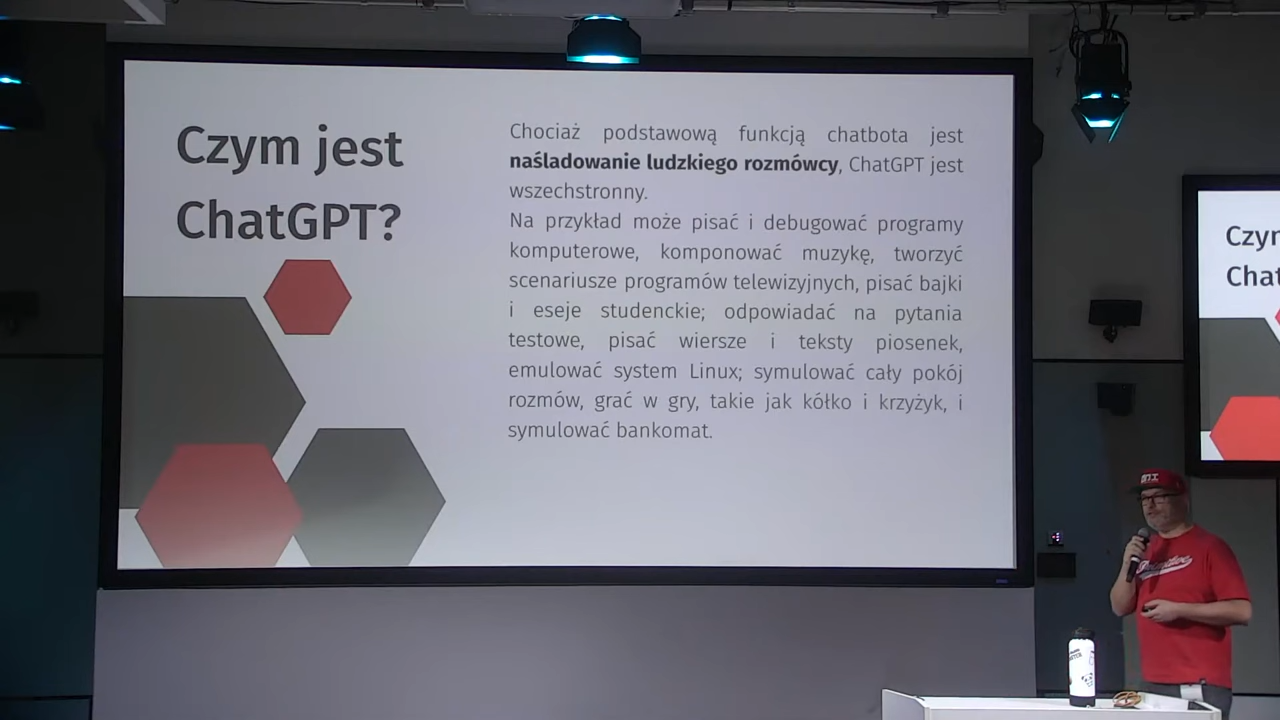 Czym jest
ChatGPT?
Chociaż podstawową funkcją chatbota jest
naśladowanie ludzkiego rozmówcy, ChatGPT jest
wszechstronny.
Na przykład może pisać i debugować programy
komputerowe, komponować muzykę, tworzyć
scenariusze programów telewizyjnych, pisać bajki
i eseje studenckie; odpowiadać na pytania
testowe, pisać wiersze i teksty piosenek,
emulować system Linux; symulować cały pokój
rozmów, grać w gry, takie jak kółko i krzyżyk, i
symulować bankomat.
Czym
Chat